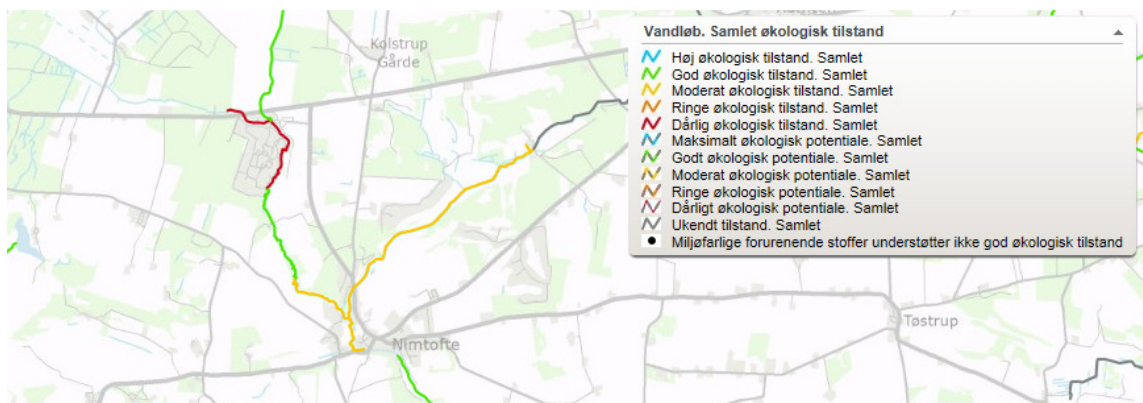 Kolstrup
Gårde
Vandløb. Samlet økologisk tilstand
Høj økologisk tilstand. Samlet
God økologisk tilstand. Samlet
Moderat økologisk tilstand. Samlet
Ringe økologisk tilstand. Samlet
Dårlig økologisk tilstand. Samlet
Maksimalt økologisk potentiale. Samlet
Godt økologisk potentiale. Samlet
Moderat økologisk potentiale. Samlet
Ringe økologisk potentiale. Samlet
Dårligt økologisk potentiale. Samlet
Ukendt tilstand. Samlet
Miljøfarlige forurenende stoffer understøtter ikke god økologisk tilstand
Tøstrup
Nimtofte